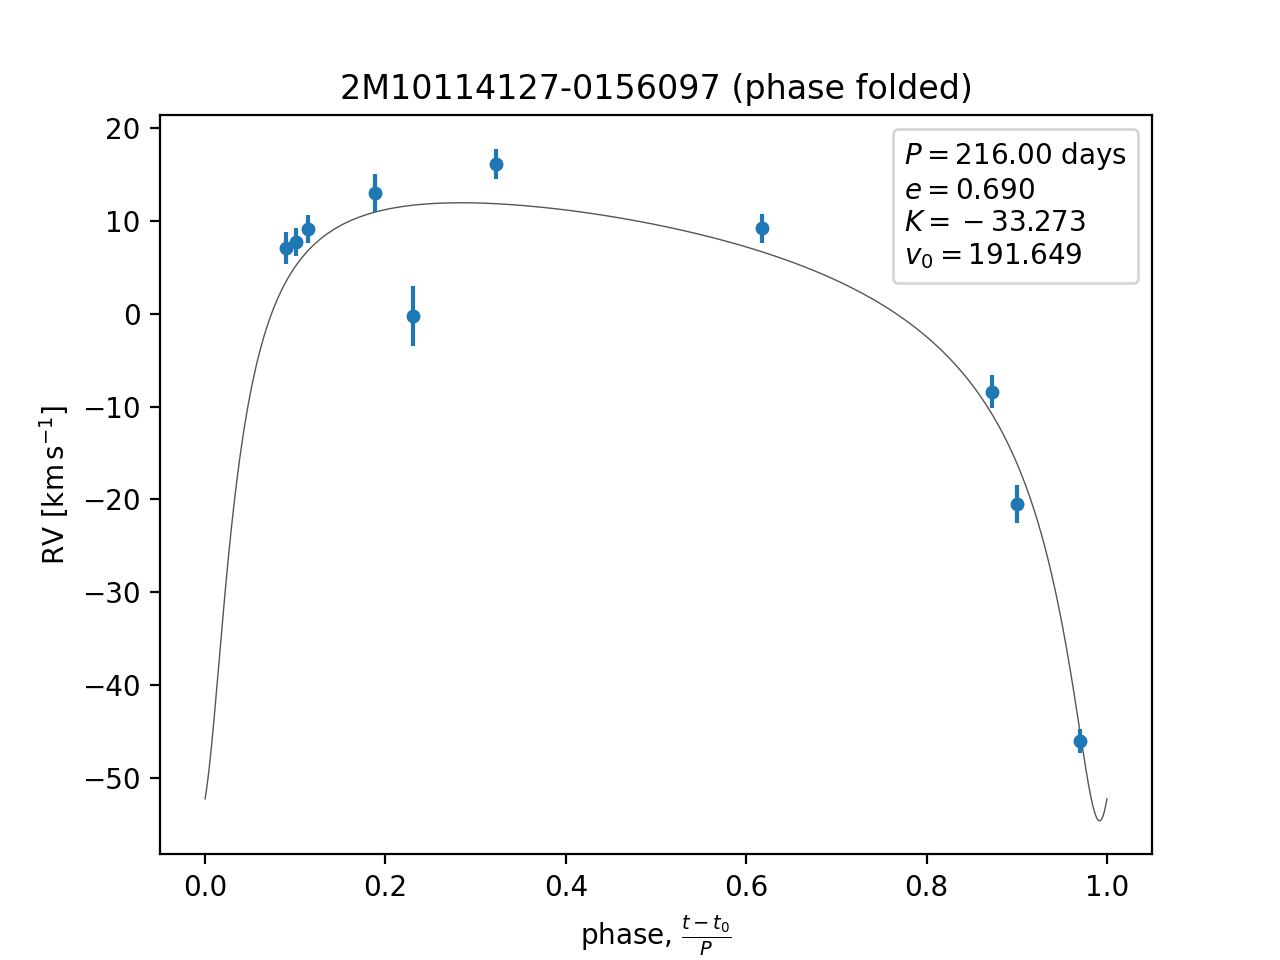 2M10114127-0156097 (phase folded)
P = 216.00 days
e = 0.690
K = −33.273
v₀ = 191.649
20
10
0
−10
−20
−30
−40
−50
RV [km s⁻¹]
0.0 0.2 0.4 0.6 0.8 1.0
phase, (t − t₀)/P